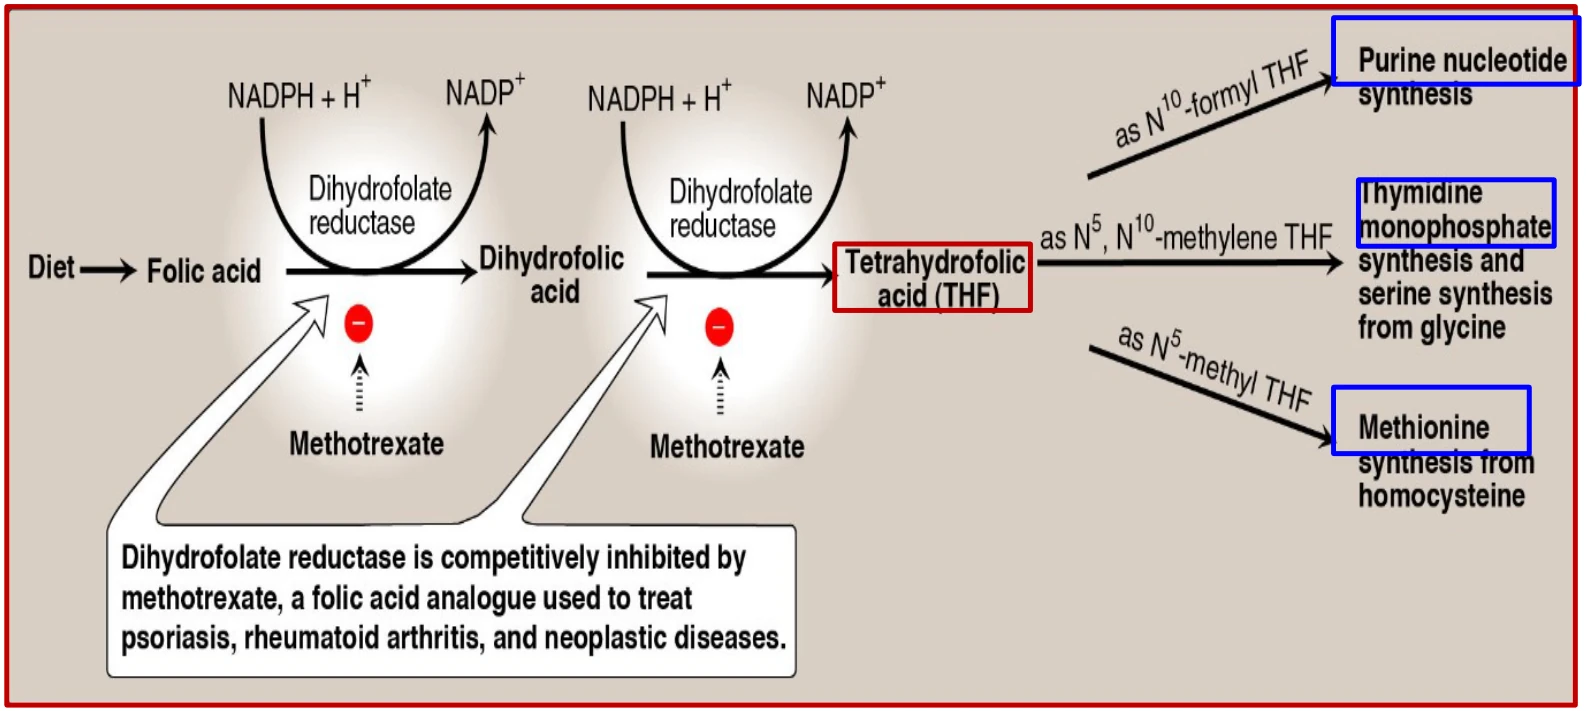 NADPH + H⁺
NADP⁺
NADPH + H⁺
NADP⁺
Dihydrofolate
reductase
Dihydrofolate
reductase
Diet
Folic acid
Dihydrofolic
acid
Tetrahydrofolic
acid (THF)
as N¹⁰-formyl THF
Purine nucleotide
synthesis
as N⁵, N¹⁰-methylene THF
Thymidine
monophosphate
synthesis and
serine synthesis
from glycine
as N⁵-methyl THF
Methionine
synthesis from
homocysteine
–
Methotrexate
–
Methotrexate
Dihydrofolate reductase is competitively inhibited by
methotrexate, a folic acid analogue used to treat
psoriasis, rheumatoid arthritis, and neoplastic diseases.